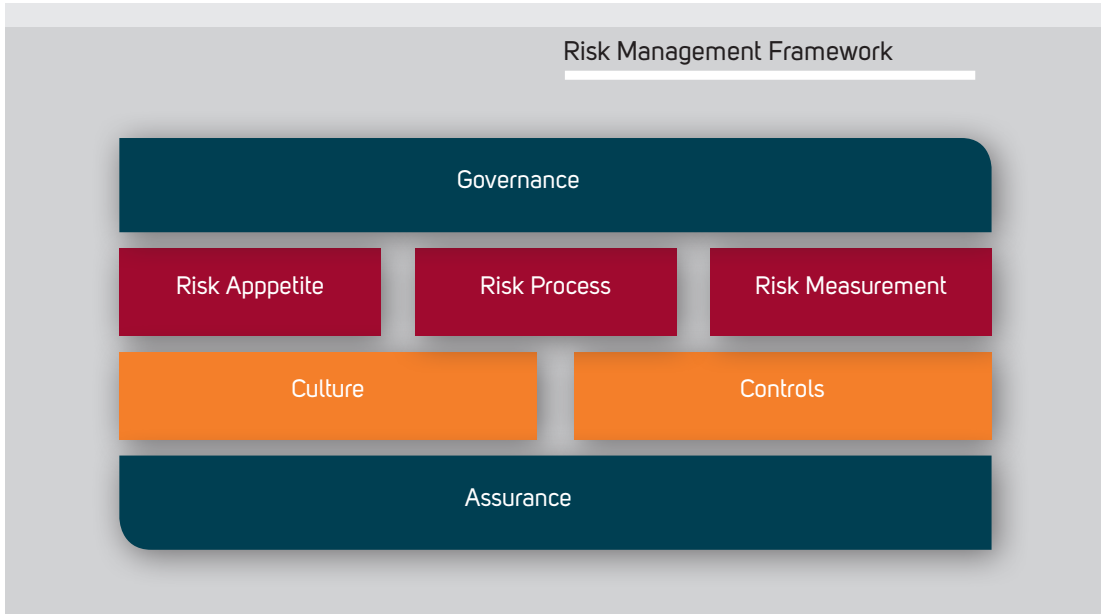 Risk Management Framework
Governance
Risk Apppetite
Risk Process
Risk Measurement
Culture
Controls
Assurance